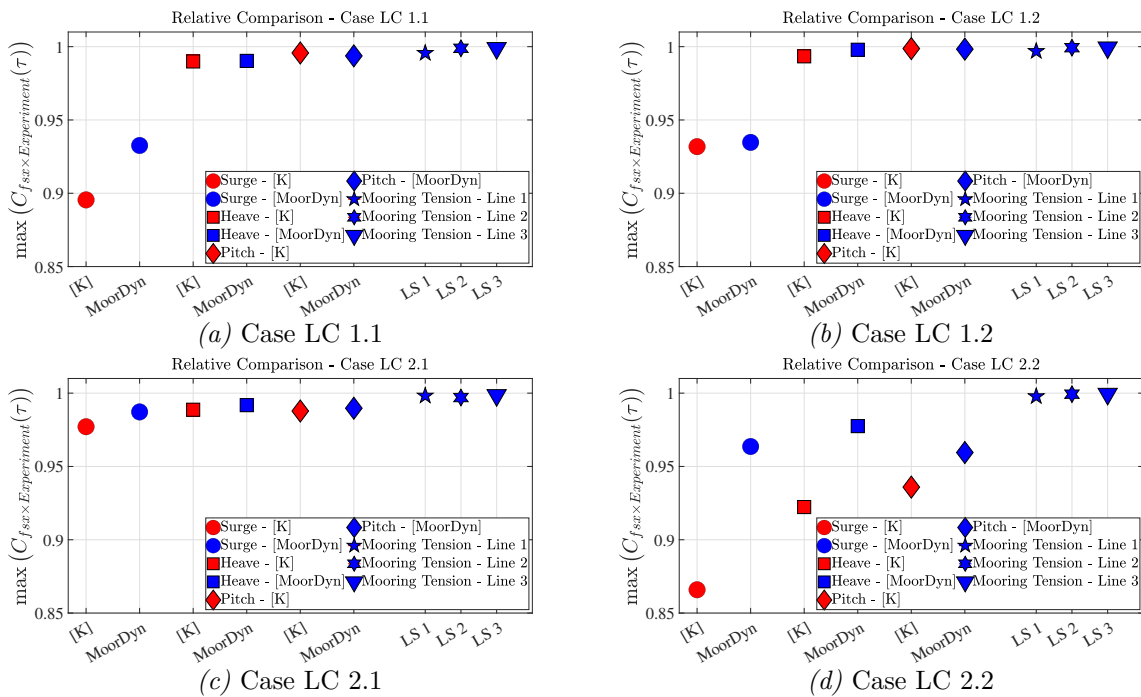 Relative Comparison - Case LC 1.1
max (C_{fsx×Experiment}(τ))
1
0.95
0.9
0.85
Surge - [K]
Surge - [MoorDyn]
Heave - [K]
Heave - [MoorDyn]
Pitch - [K]
Pitch - [MoorDyn]
Mooring Tension - Line 1
Mooring Tension - Line 2
Mooring Tension - Line 3
[K]
MoorDyn
[K]
MoorDyn
[K]
MoorDyn
LS 1
LS 2
LS 3
(a) Case LC 1.1
Relative Comparison - Case LC 1.2
max (C_{fsx×Experiment}(τ))
1
0.95
0.9
0.85
Surge - [K]
Surge - [MoorDyn]
Heave - [K]
Heave - [MoorDyn]
Pitch - [K]
Pitch - [MoorDyn]
Mooring Tension - Line 1
Mooring Tension - Line 2
Mooring Tension - Line 3
[K]
MoorDyn
[K]
MoorDyn
[K]
MoorDyn
LS 1
LS 2
LS 3
(b) Case LC 1.2
Relative Comparison - Case LC 2.1
max (C_{fsx×Experiment}(τ))
1
0.95
0.9
0.85
Surge - [K]
Surge - [MoorDyn]
Heave - [K]
Heave - [MoorDyn]
Pitch - [K]
Pitch - [MoorDyn]
Mooring Tension - Line 1
Mooring Tension - Line 2
Mooring Tension - Line 3
[K]
MoorDyn
[K]
MoorDyn
[K]
MoorDyn
LS 1
LS 2
LS 3
(c) Case LC 2.1
Relative Comparison - Case LC 2.2
max (C_{fsx×Experiment}(τ))
1
0.95
0.9
0.85
Surge - [K]
Surge - [MoorDyn]
Heave - [K]
Heave - [MoorDyn]
Pitch - [K]
Pitch - [MoorDyn]
Mooring Tension - Line 1
Mooring Tension - Line 2
Mooring Tension - Line 3
[K]
MoorDyn
[K]
MoorDyn
[K]
MoorDyn
LS 1
LS 2
LS 3
(d) Case LC 2.2